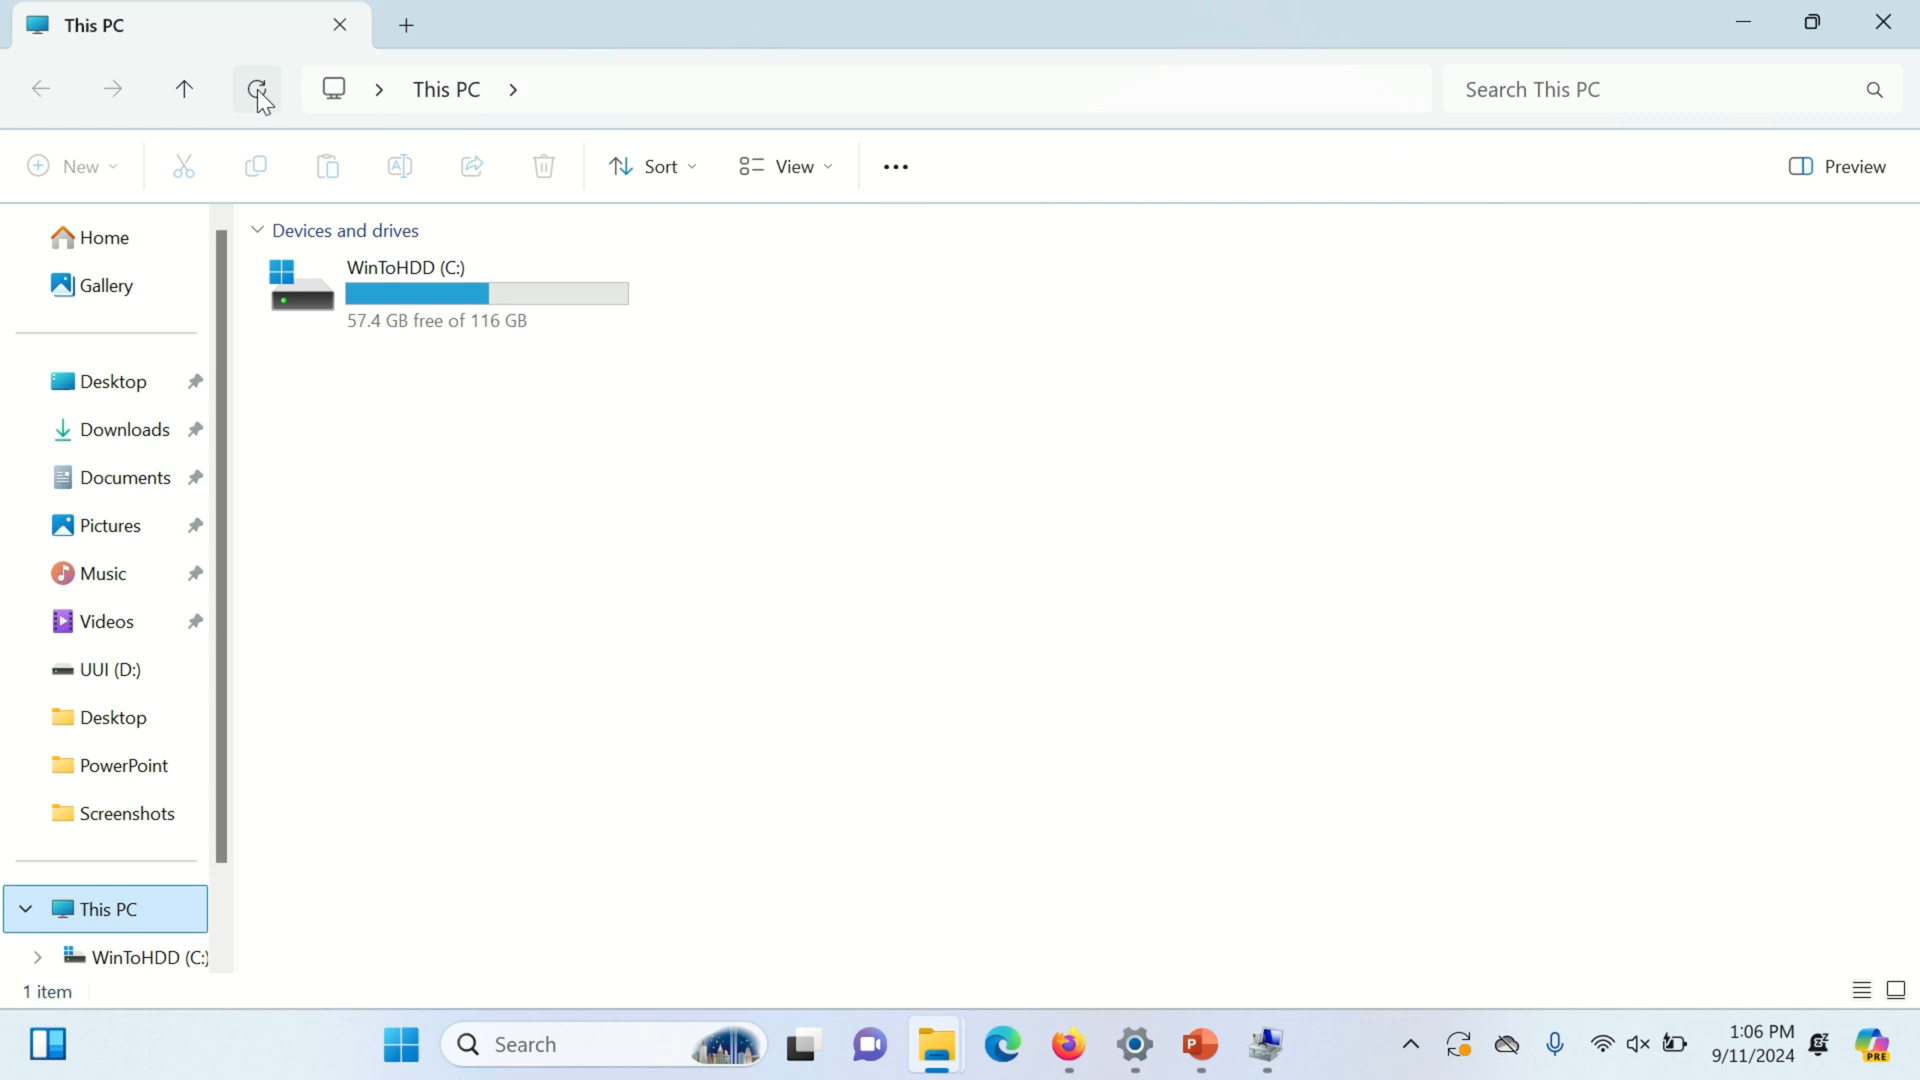 This PC
This PC
Search This PC
New
Sort
View
Preview
Home
Gallery
Desktop
Downloads
Documents
Pictures
Music
Videos
UUI (D:)
Desktop
PowerPoint
Screenshots
This PC
WinToHDD (C:)
Devices and drives
WinToHDD (C:)
57.4 GB free of 116 GB
1 item
Search
1:06 PM
9/11/2024
PRE